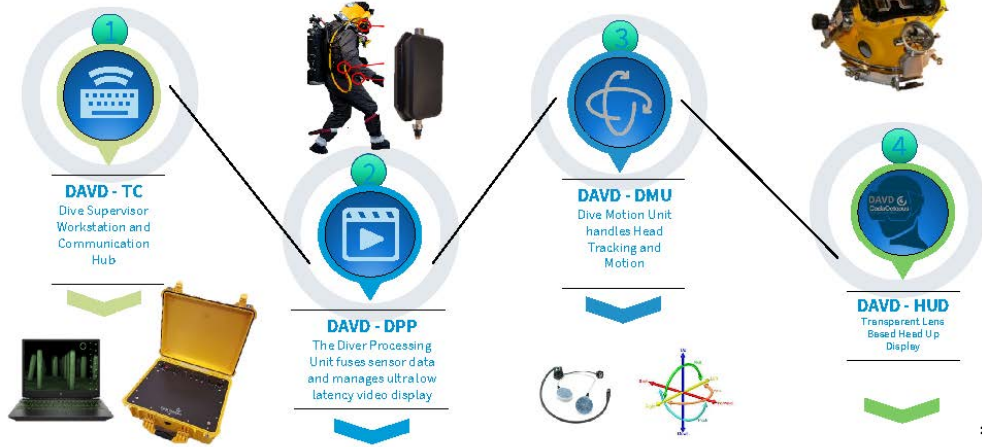 1
DAVD - TC
Dive Supervisor
Workstation and
Communication
Hub
2
DAVD - DPP
The Diver Processing
Unit fuses sensor data
and manages ultralow
latency video display
3
DAVD - DMU
Dive Motion Unit
handles Head
Tracking and
Motion
4
DAVD
CodaOctopus
DAVD - HUD
Transparent Lens
Based Head Up
Display